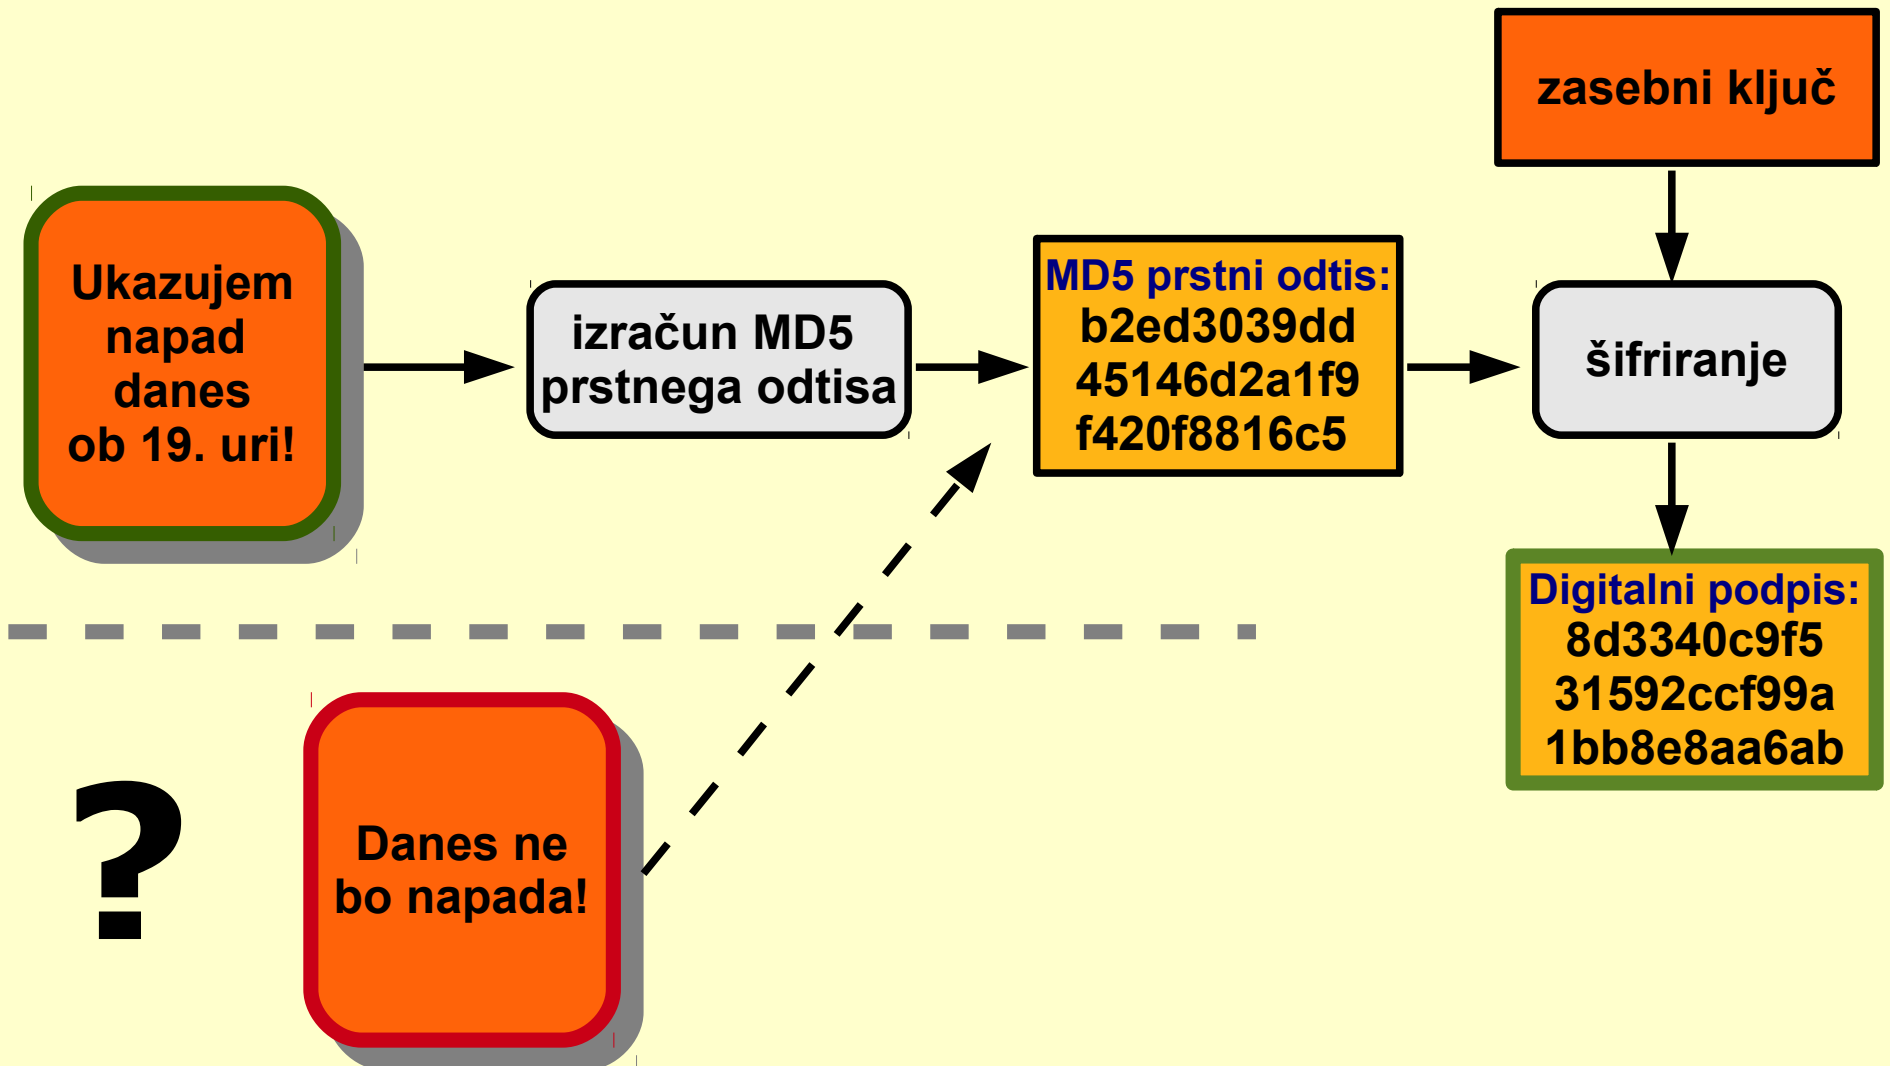 zasebni ključ
Ukazujem
napad
danes
ob 19. uri!
izračun MD5
prstnega odtisa
MD5 prstni odtis:
b2ed3039dd
45146d2a1f9
f420f8816c5
šifriranje
Digitalni podpis:
8d3340c9f5
31592ccf99a
1bb8e8aa6ab
?
Danes ne
bo napada!